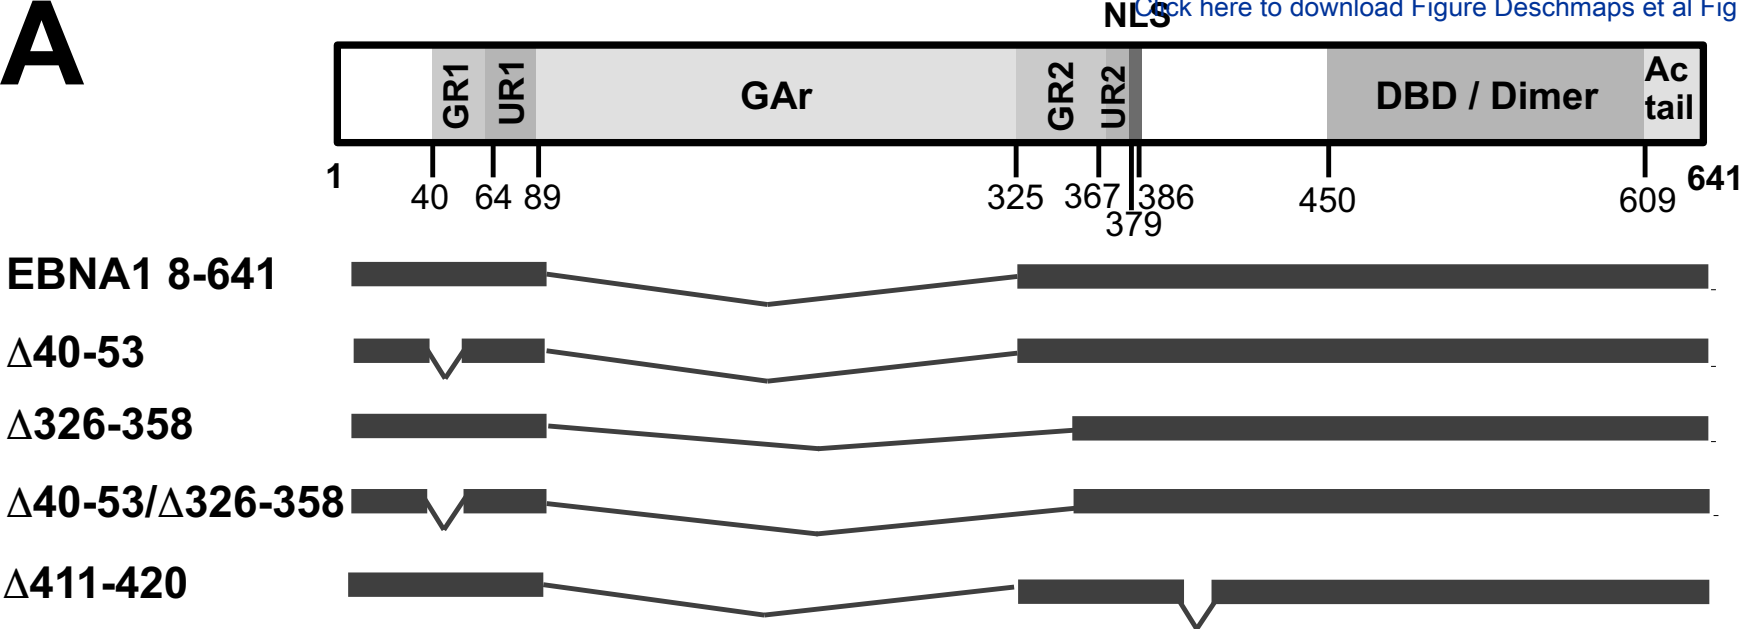 A
NLS
Click here to download Figure Deschmaps et al Fig
GR1
UR1
GAr
GR2
UR2
DBD / Dimer
Ac
tail
1
40
64
89
325
367
379
386
450
609
641
EBNA1 8-641
Δ40-53
Δ326-358
Δ40-53/Δ326-358
Δ411-420